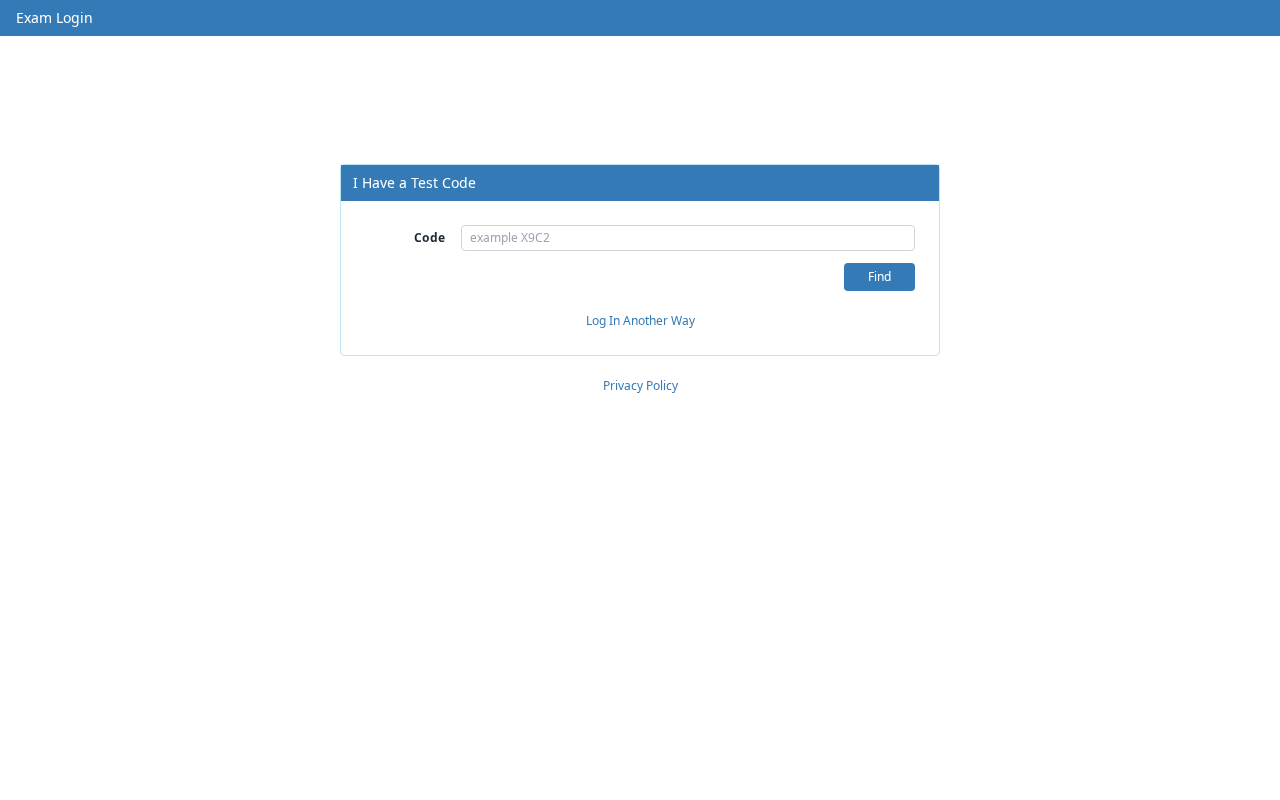 Exam Login
I Have a Test Code
Code example X9C2
Find
Log In Another Way
Privacy Policy